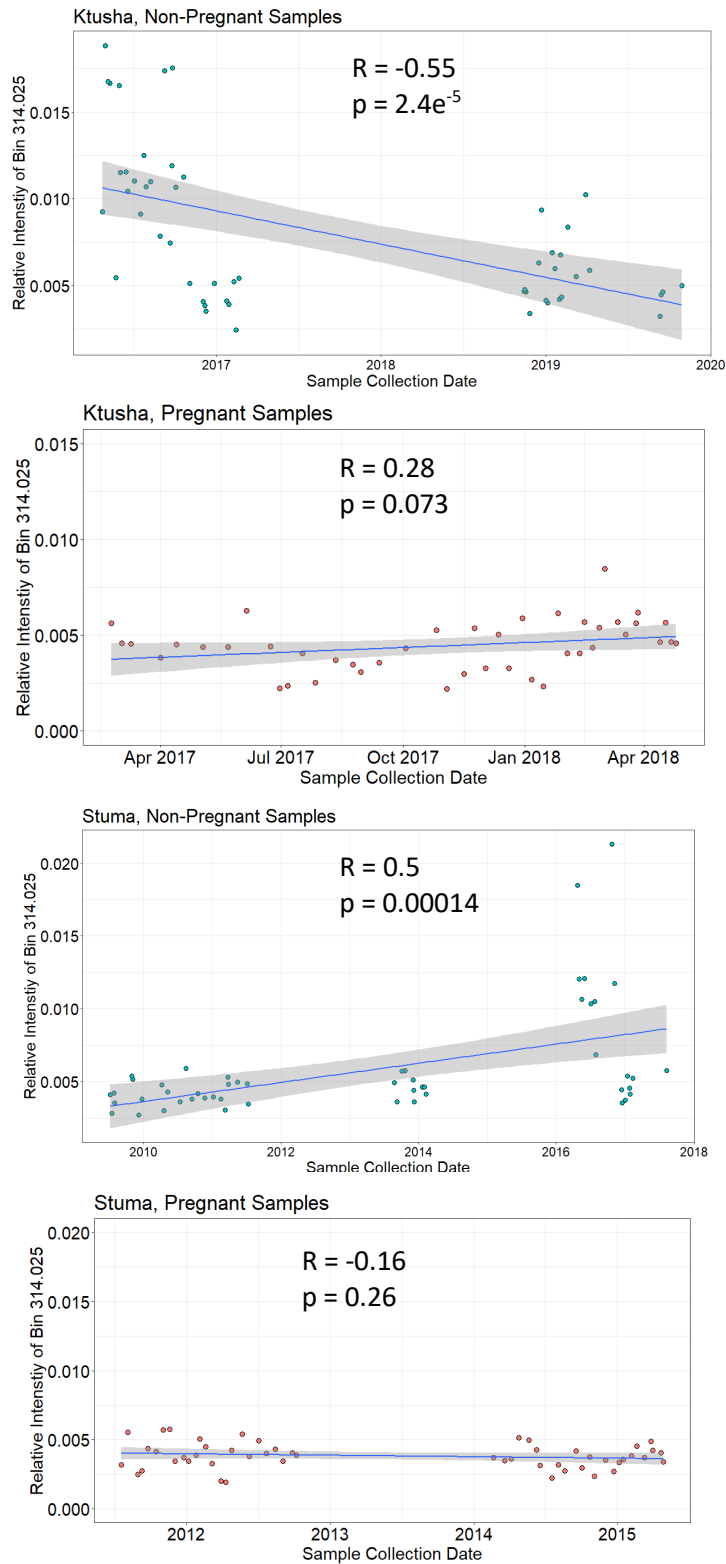 Ktusha, Non-Pregnant Samples
R = -0.55
p = 2.4e-5
Relative Intenstiy of Bin 314.025
0.015
0.010
0.005
2017 2018 2019 2020
Sample Collection Date
Ktusha, Pregnant Samples
R = 0.28
p = 0.073
Relative Intenstiy of Bin 314.025
0.015
0.010
0.005
0.000
Apr 2017 Jul 2017 Oct 2017 Jan 2018 Apr 2018
Sample Collection Date
Stuma, Non-Pregnant Samples
R = 0.5
p = 0.00014
Relative Intenstiy of Bin 314.025
0.020
0.015
0.010
0.005
2010 2012 2014 2016 2018
Sample Collection Date
Stuma, Pregnant Samples
R = -0.16
p = 0.26
Relative Intenstiy of Bin 314.025
0.020
0.015
0.010
0.005
0.000
2012 2013 2014 2015
Sample Collection Date